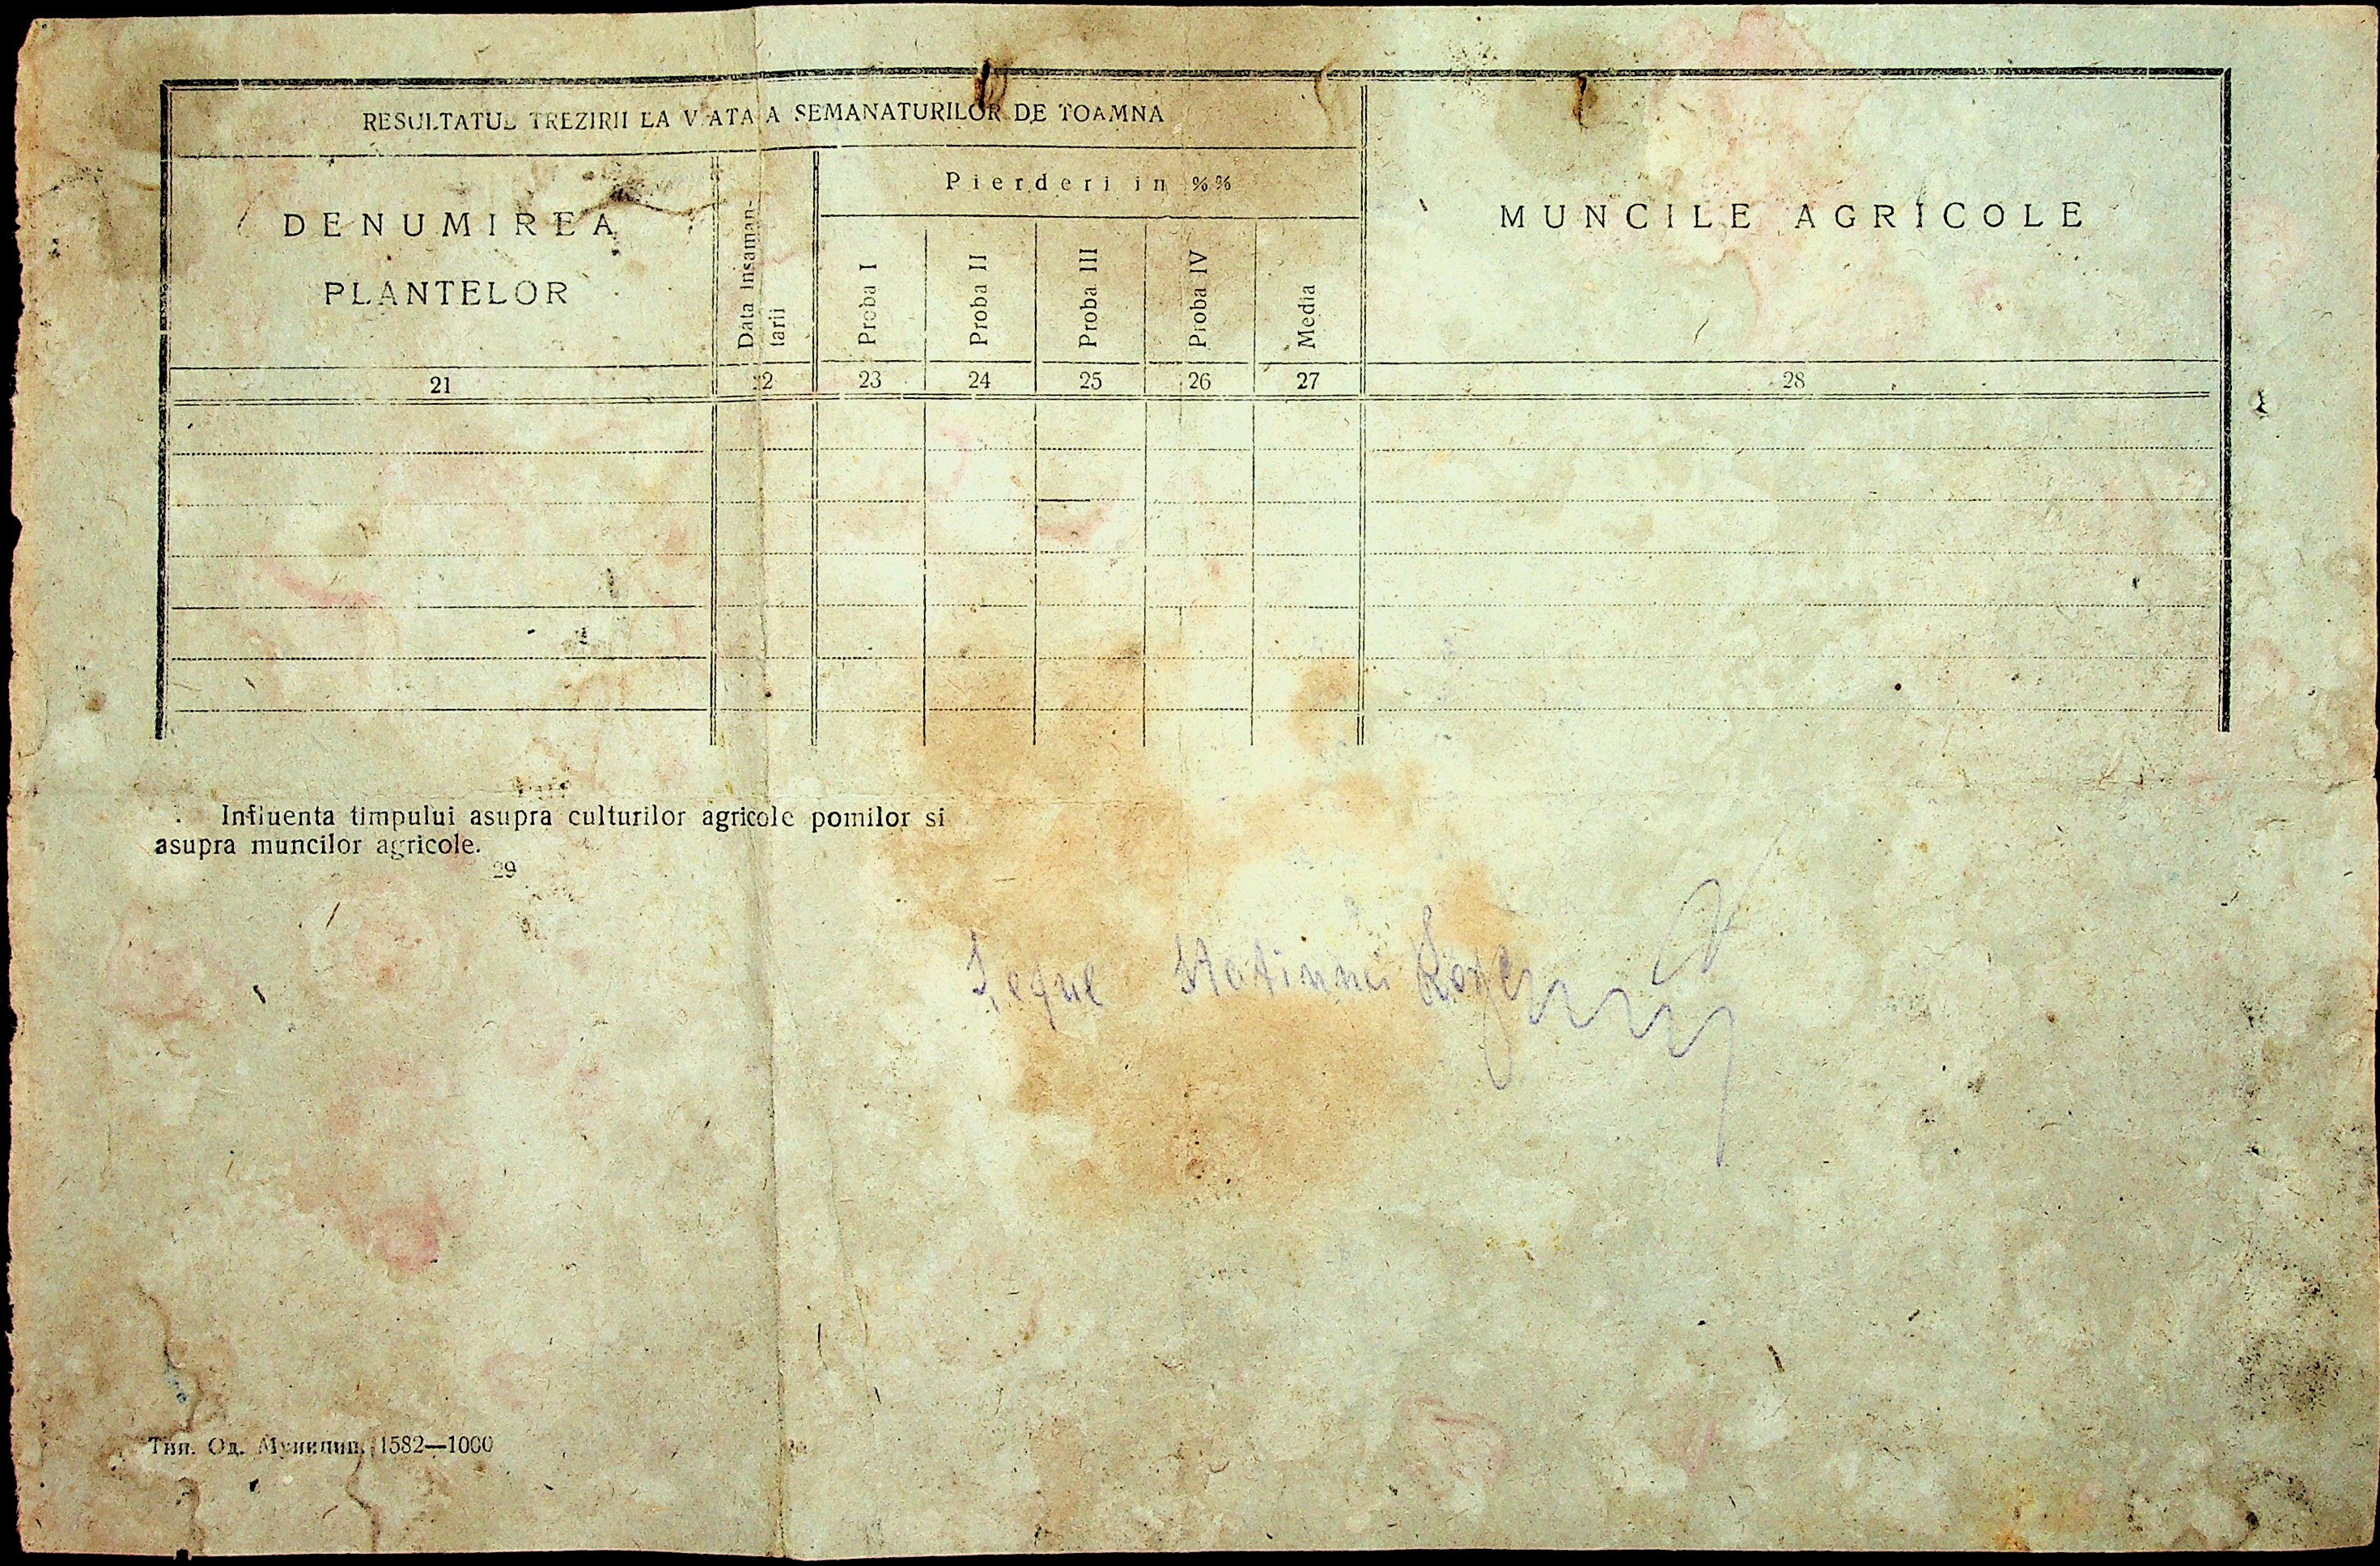 RESULTATUL TREZIRII LA VIATA A SEMANATURILOR DE TOAMNA
DENUMIREA
PLANTELOR
Data insaman-
tarii
Pierderi in %%
Proba I
Proba II
Proba III
Proba IV
Media
MUNCILE AGRICOLE
21 22 23 24 25 26 27 28
Influenta timpului asupra culturilor agricole pomilor si
asupra muncilor agricole.
29
Тип. Од. Муницип. 1582—1000